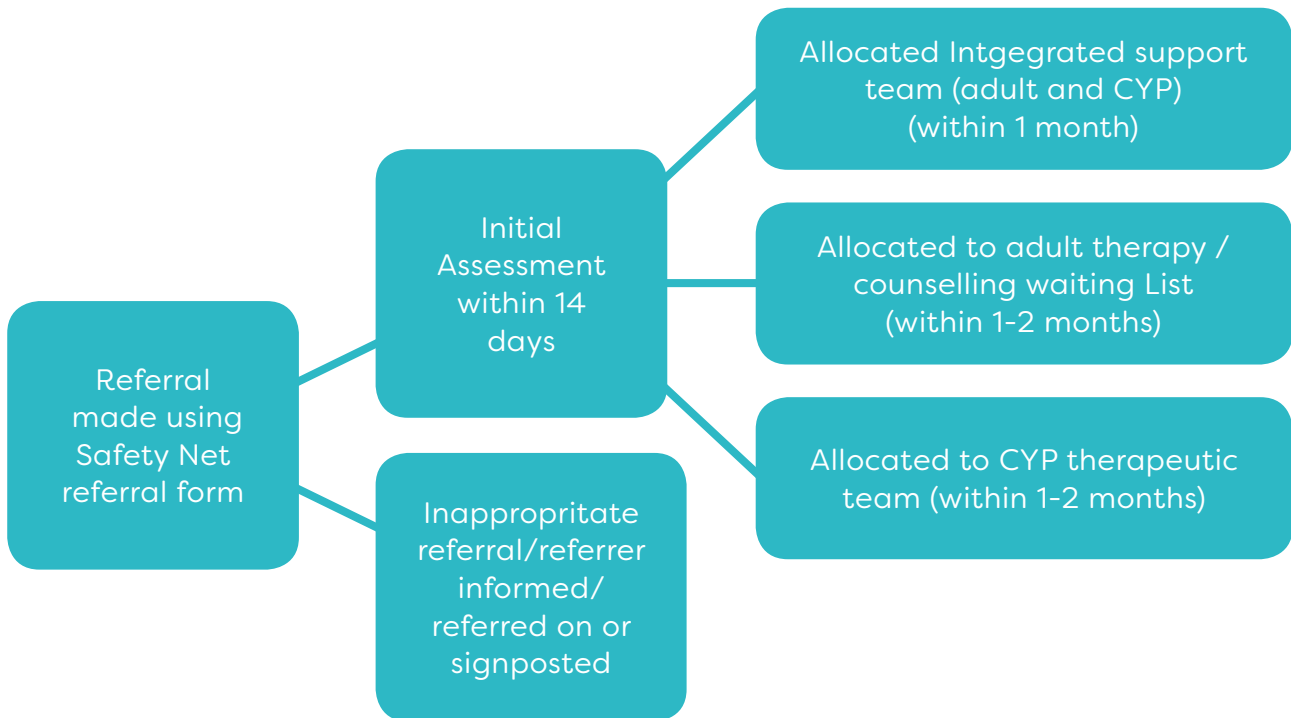 Referral
made using
Safety Net
referral form
Initial
Assessment
within 14
days
Inappropritate
referral/referrer
informed/
referred on or
signposted
Allocated Intgegrated support
team (adult and CYP)
(within 1 month)
Allocated to adult therapy /
counselling waiting List
(within 1-2 months)
Allocated to CYP therapeutic
team (within 1-2 months)